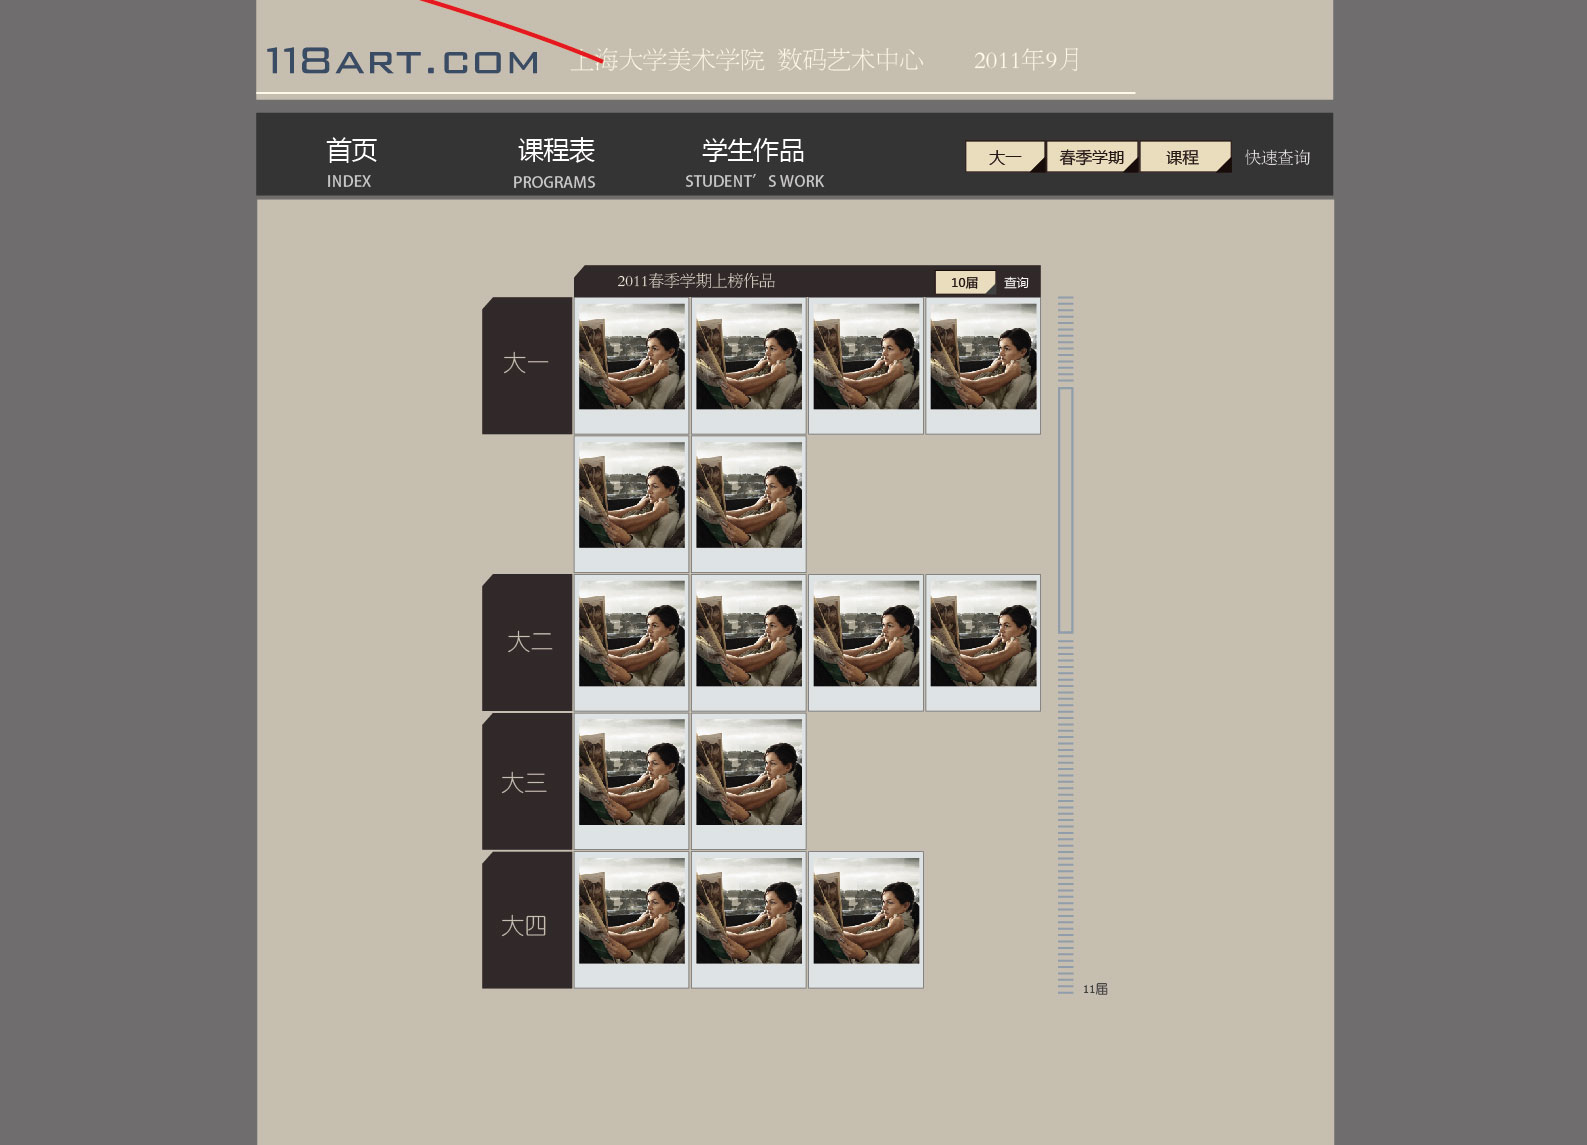 118ART.COM 上海大学美术学院 数码艺术中心 2011年9月
首页 课程表 学生作品 大一 春季学期 课程 快速查询
INDEX PROGRAMS STUDENT'S WORK
2011春季学期上榜作品 10届 查询
大一
大二
大三
大四
11届